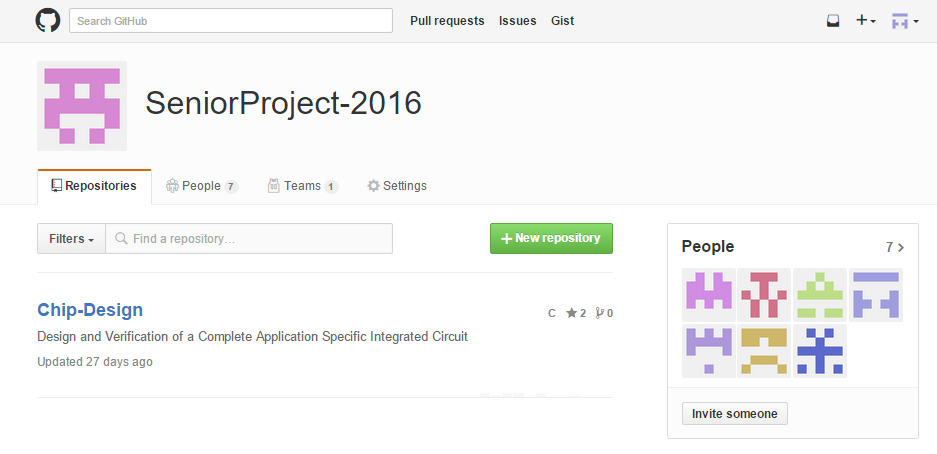 Search GitHub
Pull requests Issues Gist
SeniorProject-2016
Repositories People 7 Teams 1 Settings
Filters Find a repository... New repository
People 7
Chip-Design
C 2 0
Design and Verification of a Complete Application Specific Integrated Circuit
Updated 27 days ago
Invite someone